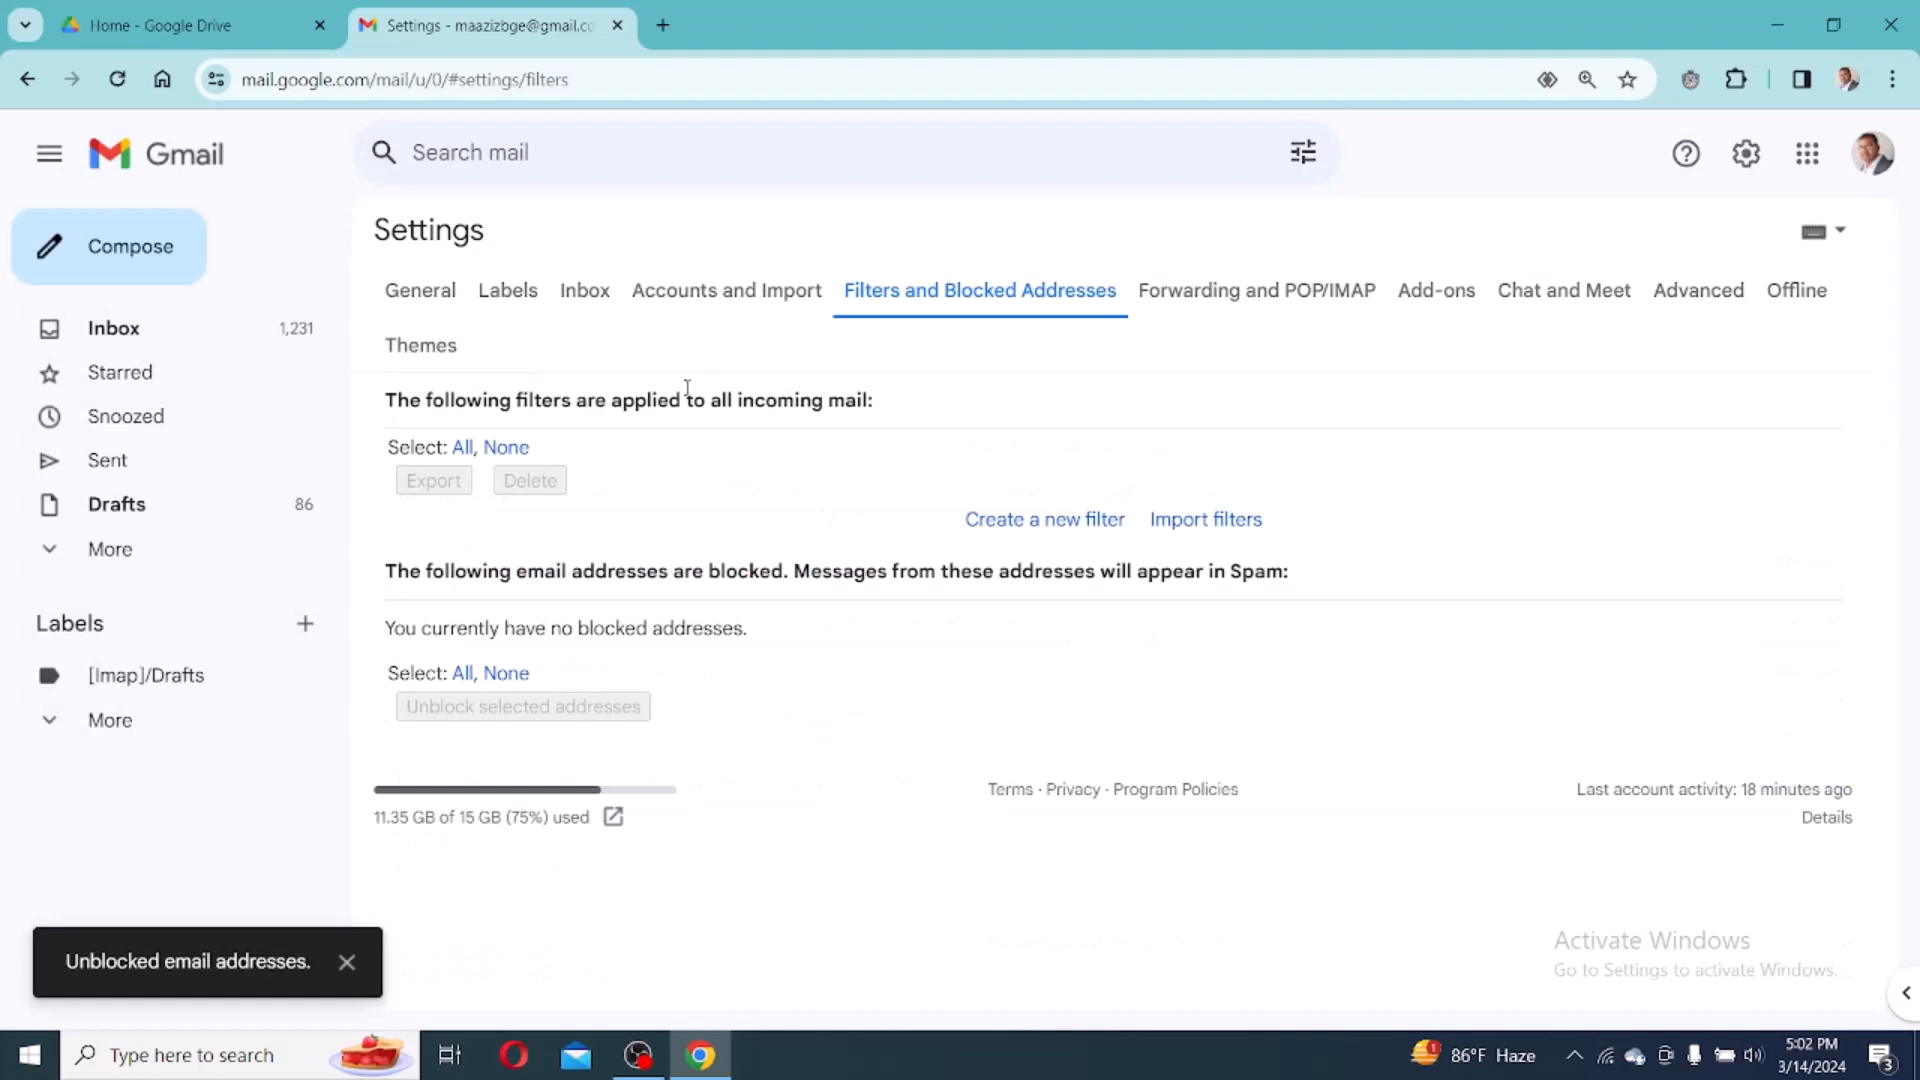 Home - Google Drive
Settings - maazizbge@gmail.co
mail.google.com/mail/u/0/#settings/filters
Gmail
Search mail
Compose
Inbox 1,231
Starred
Snoozed
Sent
Drafts 86
More
Labels
[Imap]/Drafts
More
Settings
General Labels Inbox Accounts and Import Filters and Blocked Addresses Forwarding and POP/IMAP Add-ons Chat and Meet Advanced Offline
Themes
The following filters are applied to all incoming mail:
Select: All, None
Export Delete
Create a new filter Import filters
The following email addresses are blocked. Messages from these addresses will appear in Spam:
You currently have no blocked addresses.
Select: All, None
Unblock selected addresses
11.35 GB of 15 GB (75%) used
Terms · Privacy · Program Policies
Last account activity: 18 minutes ago
Details
Unblocked email addresses.
Activate Windows
Go to Settings to activate Windows.
Type here to search
1
86°F Haze
5:02 PM
3/14/2024
3